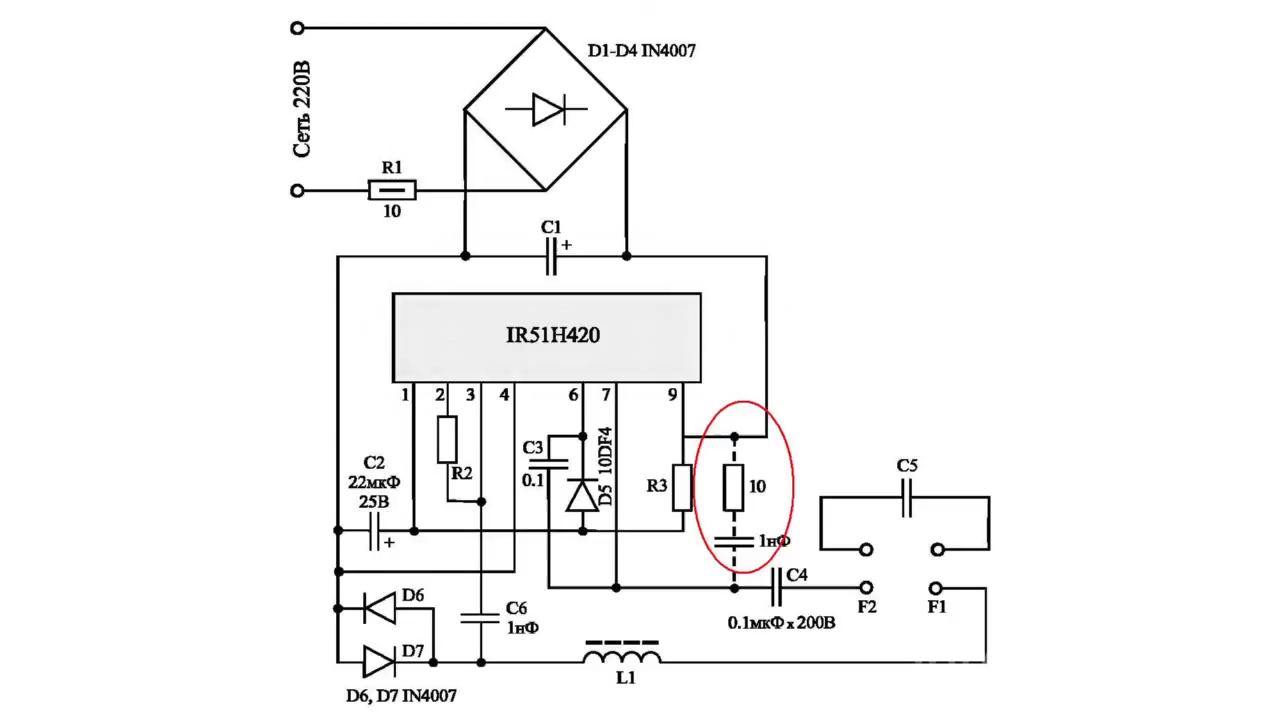 D1-D4 IN4007
Сеть 220В
R1
10
C1
+
IR51H420
1 2 3 4 6 7 9
C3
0.1
D5 10DF4
R2
R3
10
C2
22мкФ
25В
+
1нФ
C5
C4
0.1мкФ x 200В
F2 F1
D6
C6
1нФ
D7
L1
D6, D7 IN4007